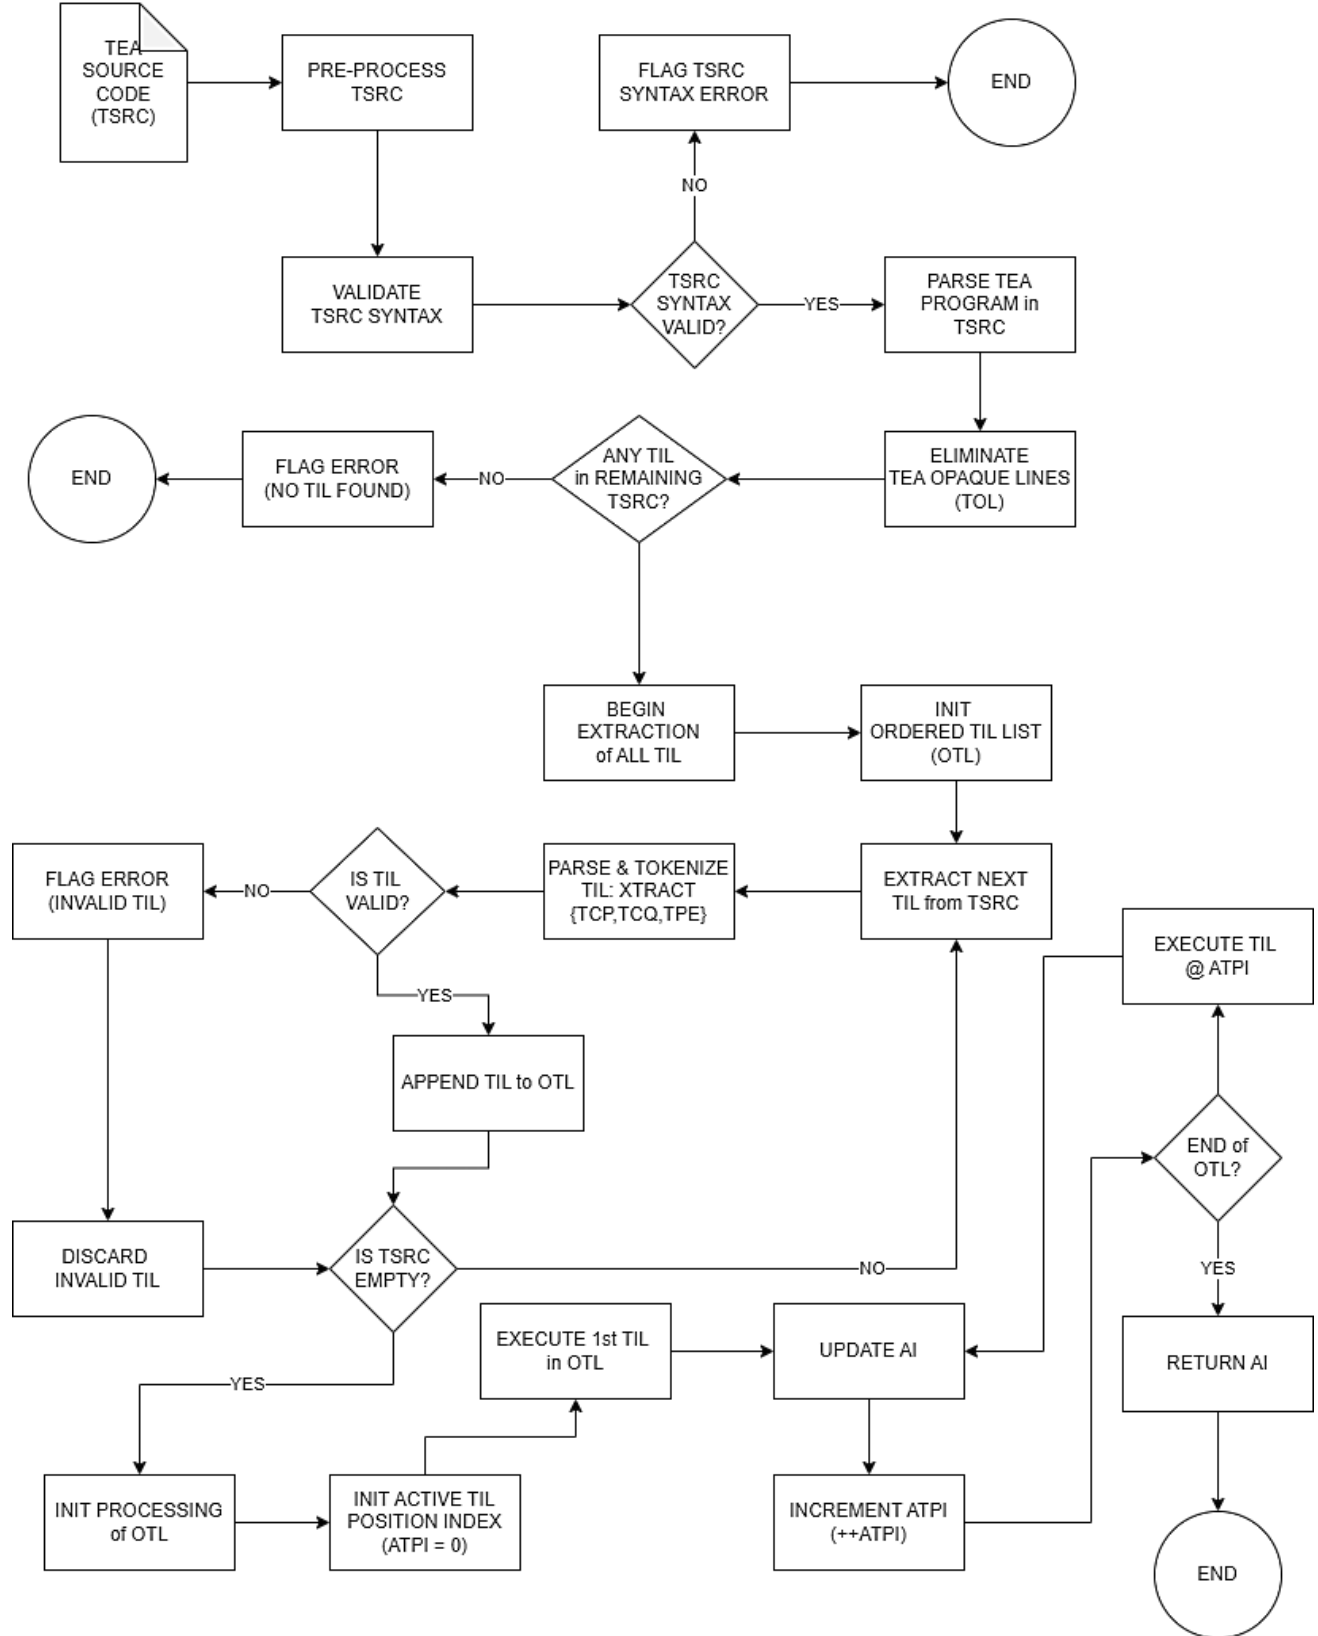 TEA
SOURCE
CODE
(TSRC)
PRE-PROCESS
TSRC
FLAG TSRC
SYNTAX ERROR
END
NO
VALIDATE
TSRC SYNTAX
TSRC
SYNTAX
VALID?
YES
PARSE TEA
PROGRAM in
TSRC
END
FLAG ERROR
(NO TIL FOUND)
NO
ANY TIL
in REMAINING
TSRC?
ELIMINATE
TEA OPAQUE LINES
(TOL)
BEGIN
EXTRACTION
of ALL TIL
INIT
ORDERED TIL LIST
(OTL)
FLAG ERROR
(INVALID TIL)
NO
IS TIL
VALID?
PARSE & TOKENIZE
TIL: XTRACT
{TCP,TCQ,TPE}
EXTRACT NEXT
TIL from TSRC
EXECUTE TIL
@ ATPI
YES
APPEND TIL to OTL
END of
OTL?
DISCARD
INVALID TIL
IS TSRC
EMPTY?
NO
YES
EXECUTE 1st TIL
in OTL
UPDATE AI
RETURN AI
YES
INIT PROCESSING
of OTL
INIT ACTIVE TIL
POSITION INDEX
(ATPI = 0)
INCREMENT ATPI
(++ATPI)
END